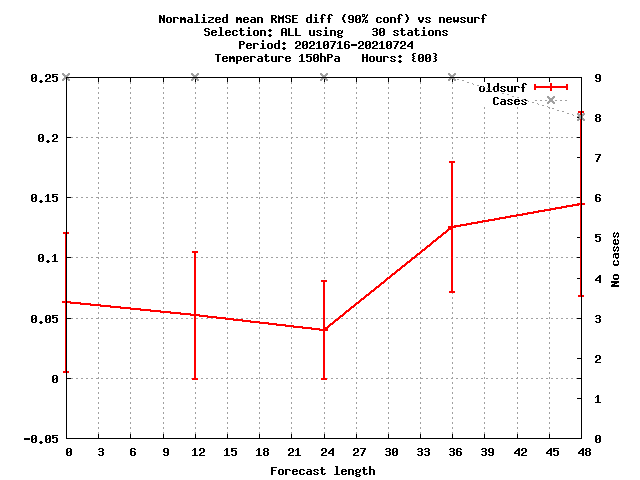 Normalized mean RMSE diff (90% conf) vs newsurf
Selection: ALL using    30 stations
Period: 20210716-20210724
Temperature 150hPa   Hours: {00}
oldsurf
Cases
0.25
0.2
0.15
0.1
0.05
0
-0.05
9
8
7
6
5
4
3
2
1
0
No cases
0 3 6 9 12 15 18 21 24 27 30 33 36 39 42 45 48
Forecast length